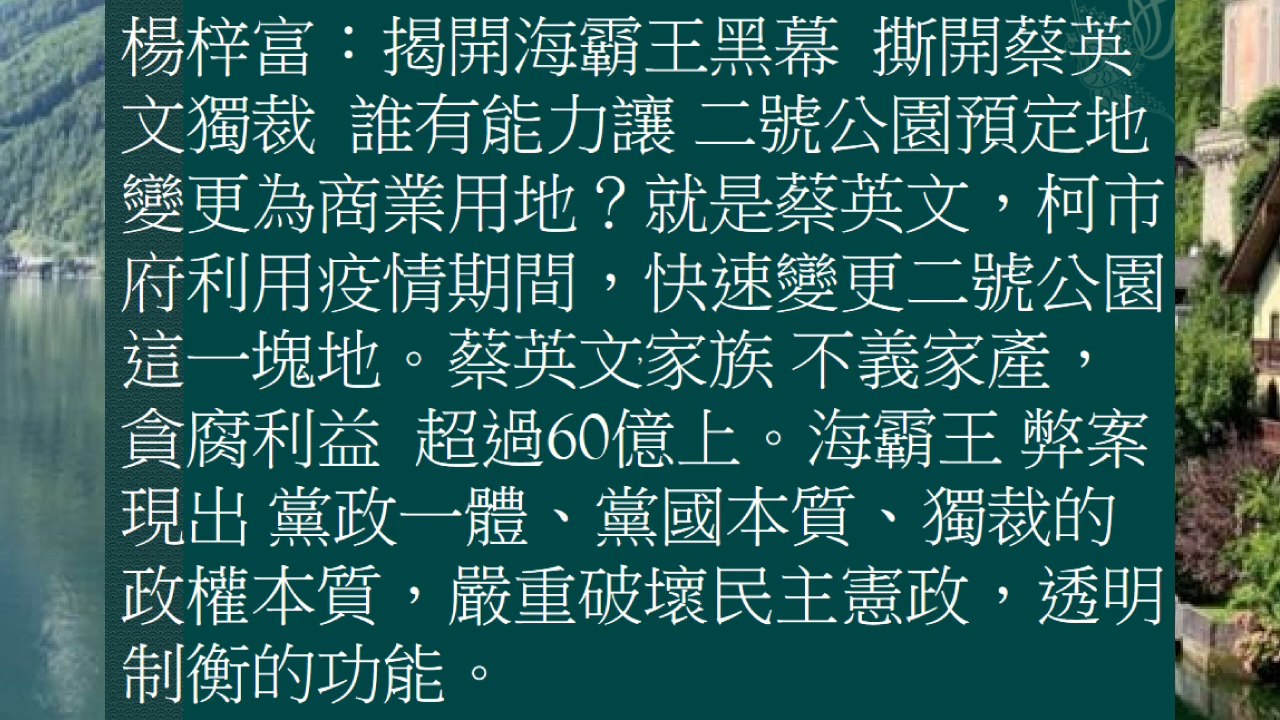 楊梓富：揭開海霸王黑幕 撕開蔡英
文獨裁 誰有能力讓 二號公園預定地
變更為商業用地？就是蔡英文，柯市
府利用疫情期間，快速變更二號公園
這一塊地。蔡英文家族 不義家產，
貪腐利益 超過60億上。海霸王 弊案
現出 黨政一體、黨國本質、獨裁的
政權本質，嚴重破壞民主憲政，透明
制衡的功能。